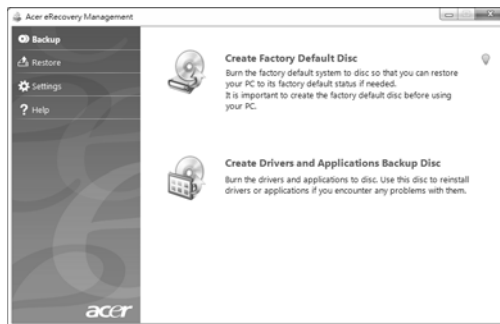 Acer eRecovery Management
Backup
Restore
Settings
Help
Create Factory Default Disc
Burn the factory default system to disc so that you can restore
your PC to its factory default status if needed.
It is important to create the factory default disc before using
your PC.
Create Drivers and Applications Backup Disc
Burn the drivers and applications to disc. Use this disc to reinstall
drivers or applications if you encounter any problems with them.
acer